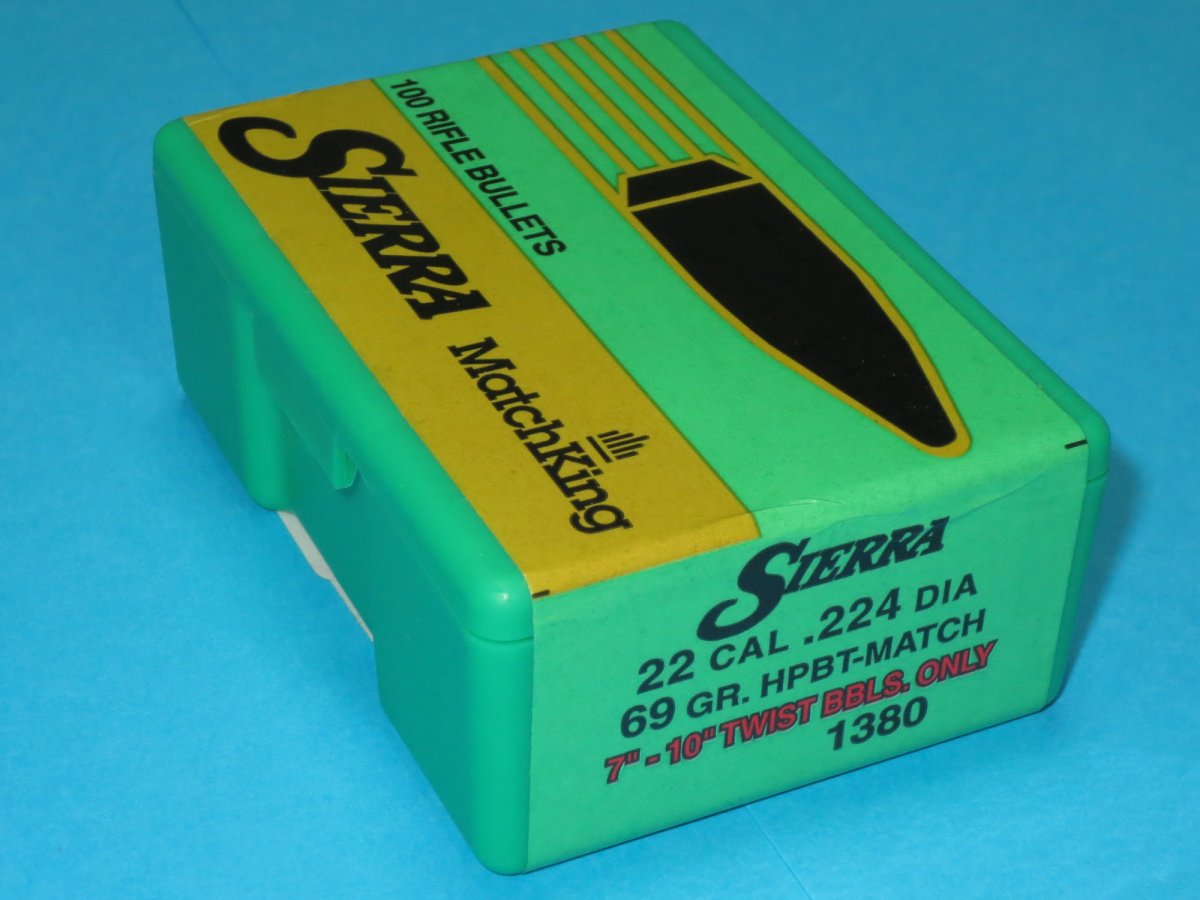 100 RIFLE BULLETS
SIERRA
MatchKing
SIERRA
22 CAL .224 DIA
69 GR. HPBT-MATCH
7" - 10" TWIST BBLS. ONLY
1380